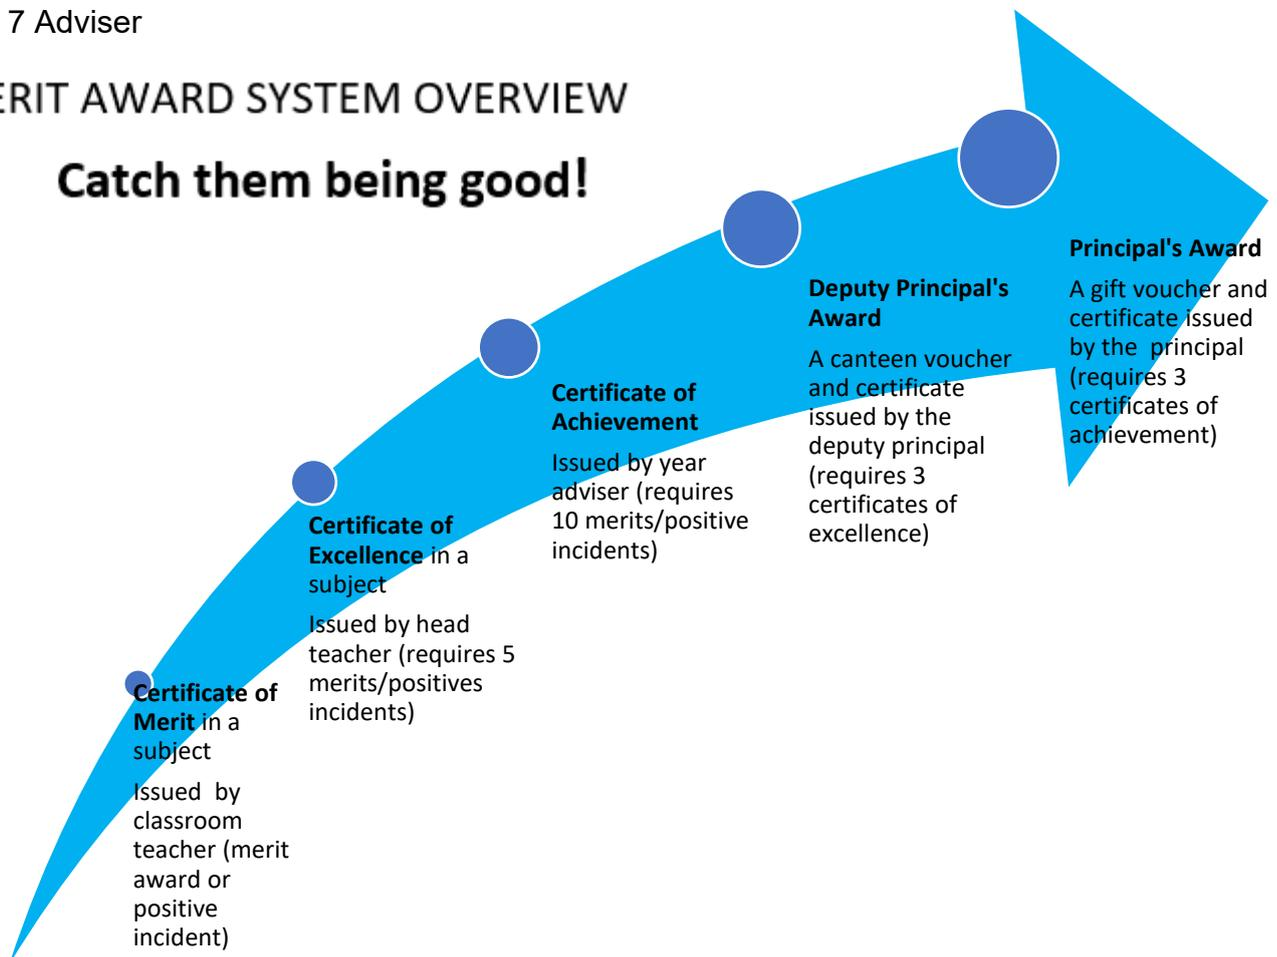 7 Adviser
ERIT AWARD SYSTEM OVERVIEW
Catch them being good!
Certificate of
Merit in a
subject
Issued  by
classroom
teacher (merit
award or
positive
incident)
Certificate of
Excellence in a
subject
Issued by head
teacher (requires 5
merits/positives
incidents)
Certificate of
Achievement
Issued by year
adviser (requires
10 merits/positive
incidents)
Deputy Principal's
Award
A canteen voucher
and certificate
issued by the
deputy principal
(requires 3
certificates of
excellence)
Principal's Award
A gift voucher and
certificate issued
by the  principal
(requires 3
certificates of
achievement)